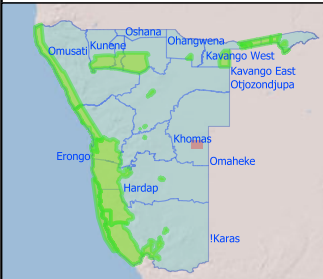 Oshana
Ohangwena
Omusati
Kunene
Kavango West
Kavango East
Otjozondjupa
Khomas
Erongo
Omaheke
Hardap
!Karas